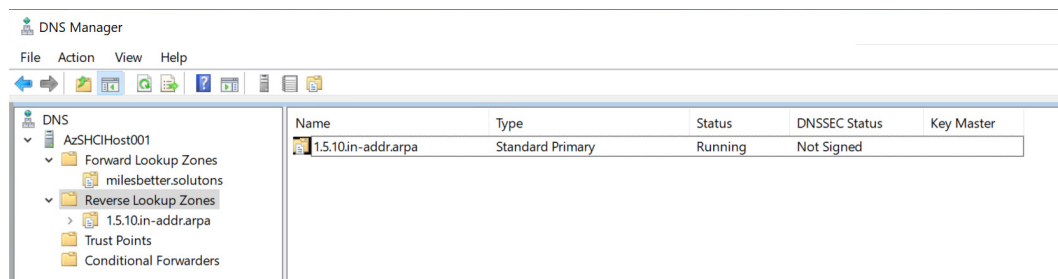 DNS Manager
File Action View Help
DNS
AzSHCIHost001
Forward Lookup Zones
milesbetter.solutons
Reverse Lookup Zones
1.5.10.in-addr.arpa
Trust Points
Conditional Forwarders
Name Type Status DNSSEC Status Key Master
1.5.10.in-addr.arpa Standard Primary Running Not Signed